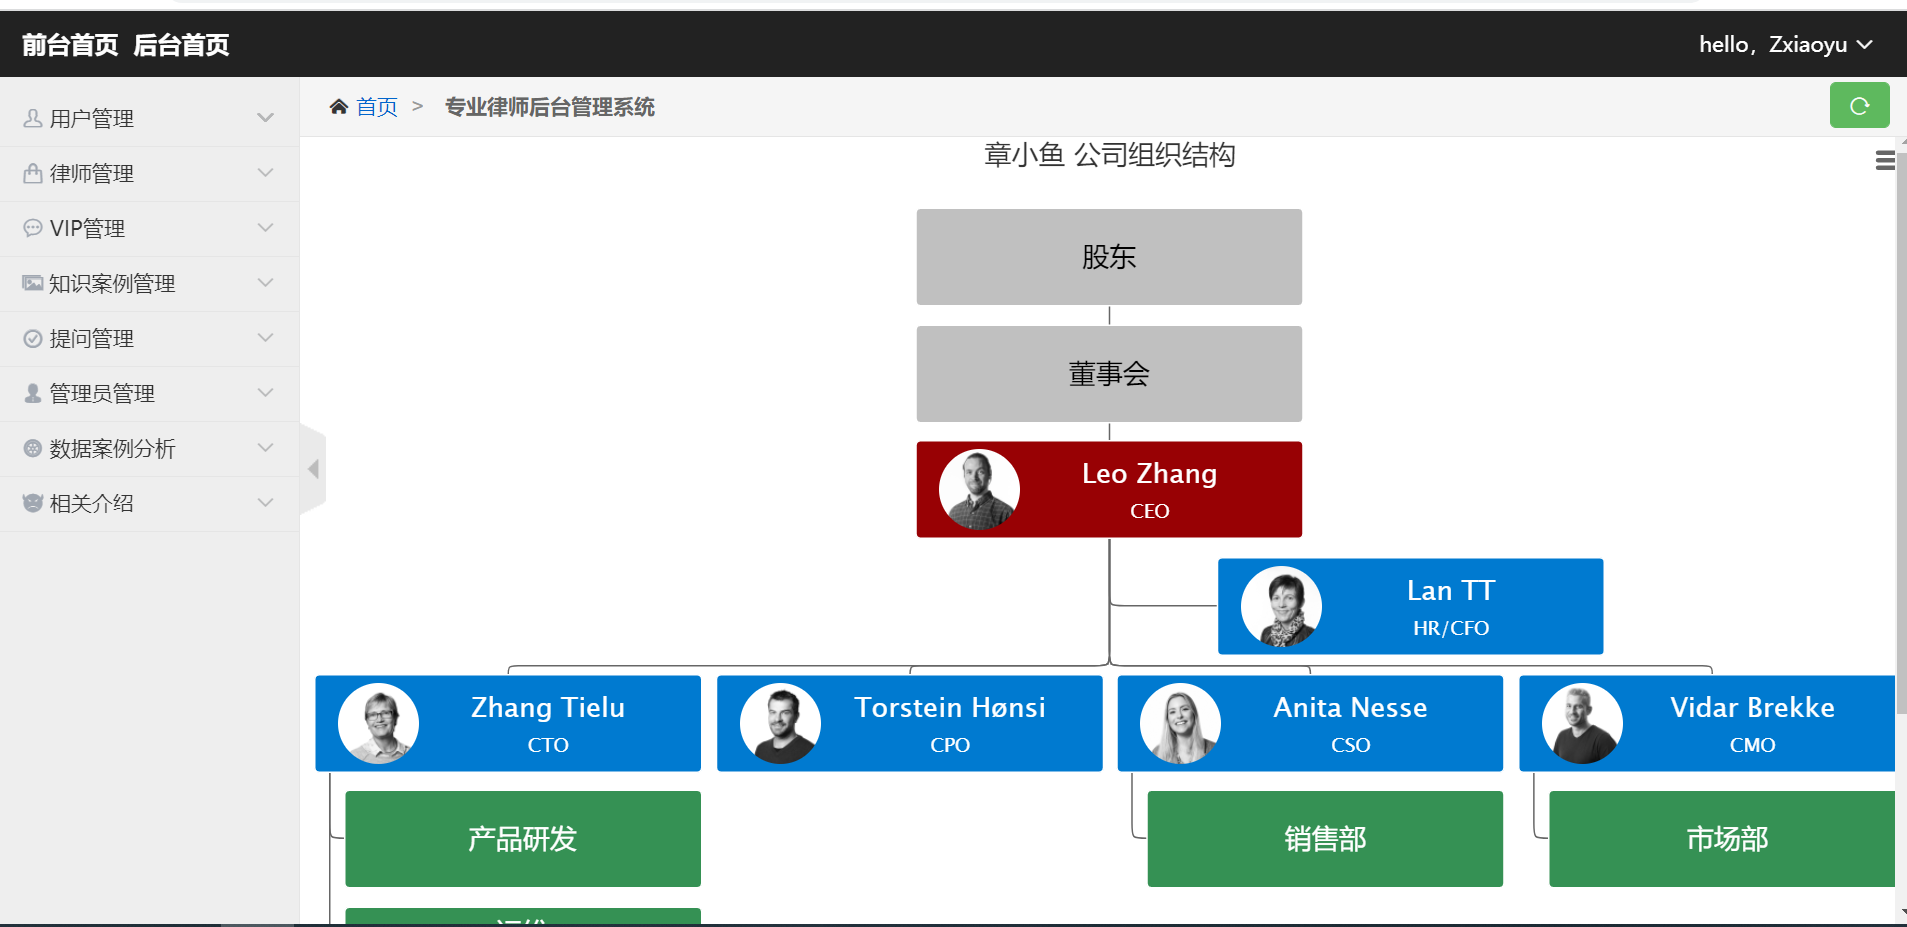 前台首页 后台首页
hello，Zxiaoyu
用户管理
律师管理
VIP管理
知识案例管理
提问管理
管理员管理
数据案例分析
相关介绍
首页 > 专业律师后台管理系统
章小鱼 公司组织结构
股东
董事会
Leo Zhang
CEO
Lan TT
HR/CFO
Zhang Tielu
CTO
Torstein Hønsi
CPO
Anita Nesse
CSO
Vidar Brekke
CMO
产品研发
销售部
市场部